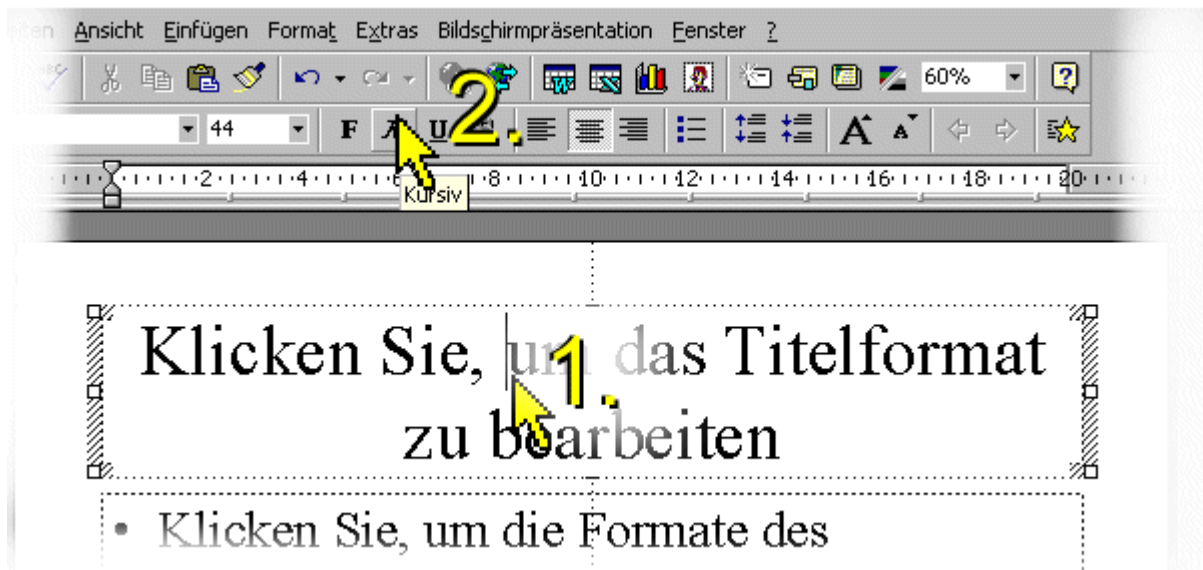 Ansicht Einfügen Format Extras Bildschirmpräsentation Fenster ?
60%
44 F U
2.
2 4 8 10 12 14 16 18 20
Kursiv
Klicken Sie, um das Titelformat
1.
zu bearbeiten
• Klicken Sie, um die Formate des